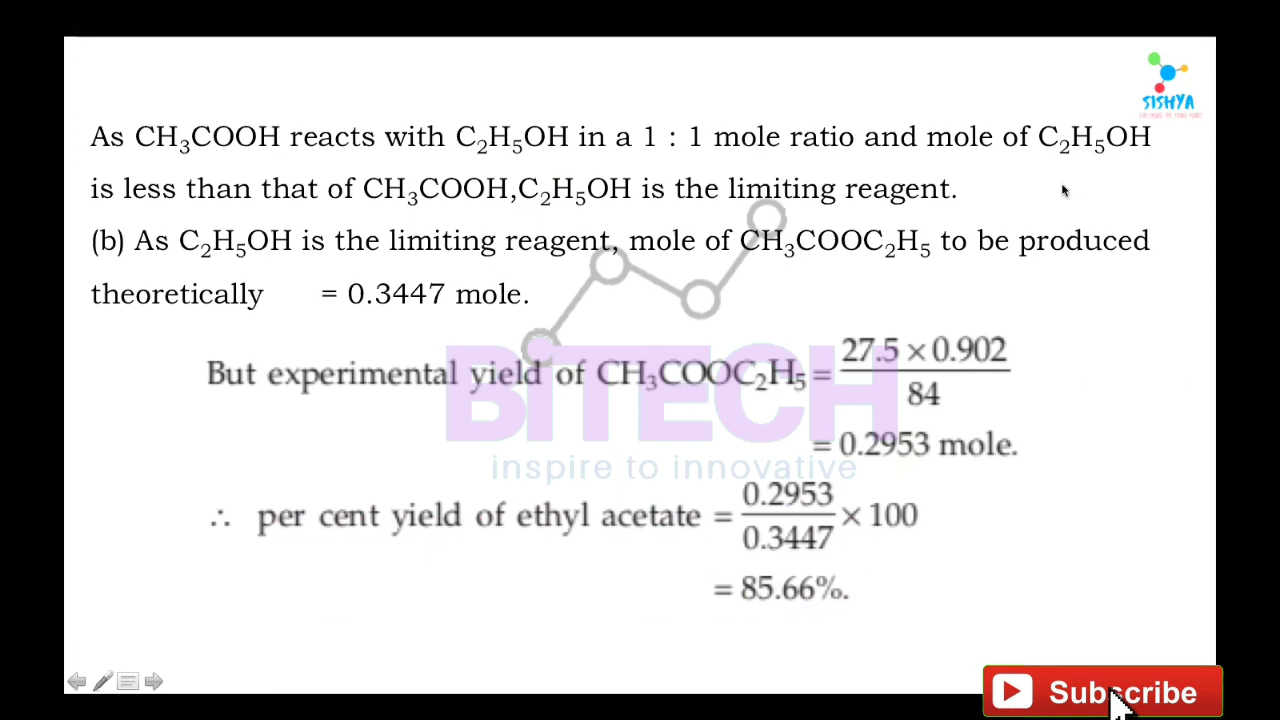 SISHYA
As CH₃COOH reacts with C₂H₅OH in a 1 : 1 mole ratio and mole of C₂H₅OH
is less than that of CH₃COOH,C₂H₅OH is the limiting reagent.
(b) As C₂H₅OH is the limiting reagent, mole of CH₃COOC₂H₅ to be produced
theoretically = 0.3447 mole.
But experimental yield of CH₃COOC₂H₅ = 27.5 × 0.902 / 84
= 0.2953 mole.
BiTECH
inspire to innovative
∴ per cent yield of ethyl acetate = 0.2953 / 0.3447 × 100
= 85.66%.
Subscribe